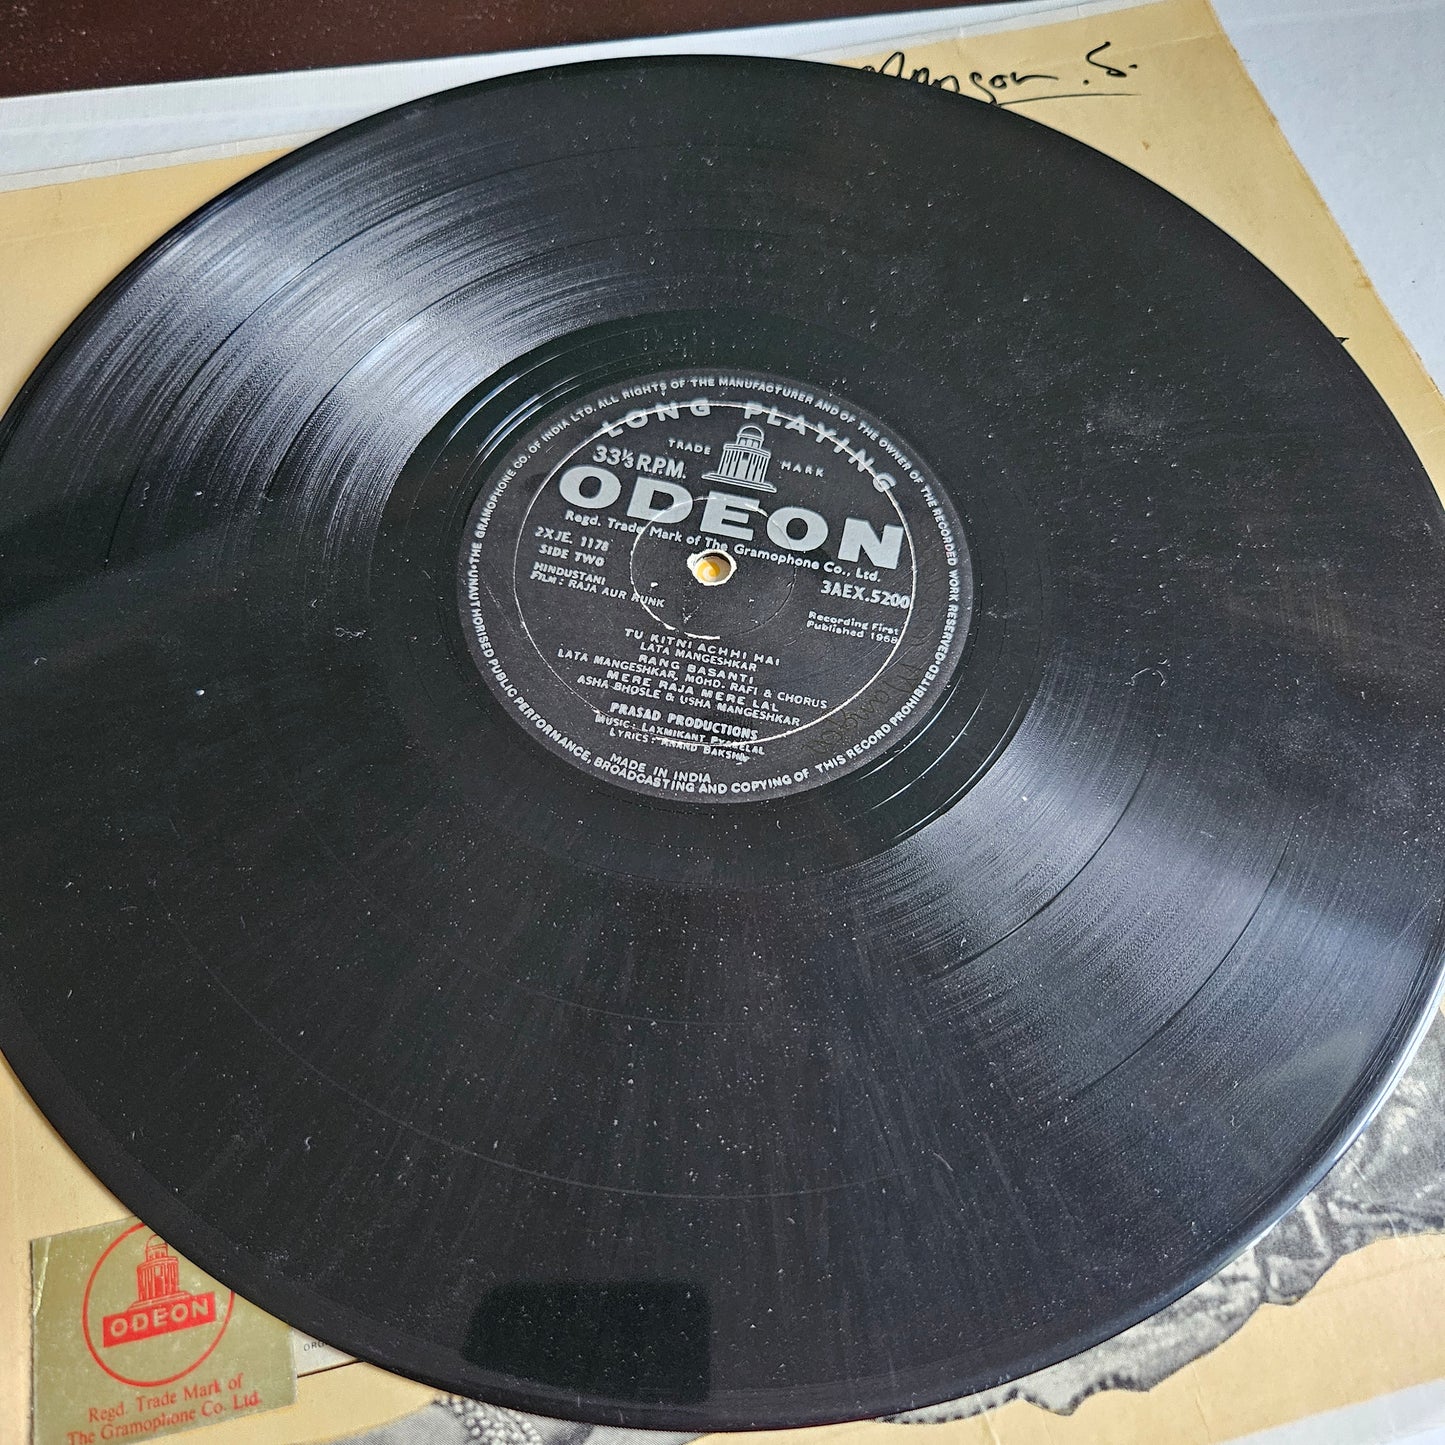 Manson .S.
UNAUTHORISED PUBLIC PERFORMANCE, BROADCASTING AND COPYING OF THIS RECORD PROHIBITED • THE GRAMOPHONE CO. OF INDIA LTD. ALL RIGHTS OF THE MANUFACTURER AND OF THE OWNER OF THE RECORDED WORK RESERVED •
LONG PLAYING
TRADE MARK
33⅓ R.P.M.
ODEON
Regd. Trade Mark of The Gramophone Co., Ltd.
2XJE. 1178
SIDE TWO
3AEX.5200
HINDUSTANI
FILM : RAJA AUR RUNK
Recording First
Published 1968
TU KITNI ACHHI HAI
LATA MANGESHKAR
RANG BASANTI
LATA MANGESHKAR, MOHD. RAFI & CHORUS
MERE RAJA MERE LAL
ASHA BHOSLE & USHA MANGESHKAR
PRASAD PRODUCTIONS
MUSIC : LAXMIKANT PYARELAL
LYRICS : ANAND BAKSHI
MADE IN INDIA
ODEON
Regd. Trade Mark of
The Gramophone Co. Ltd.